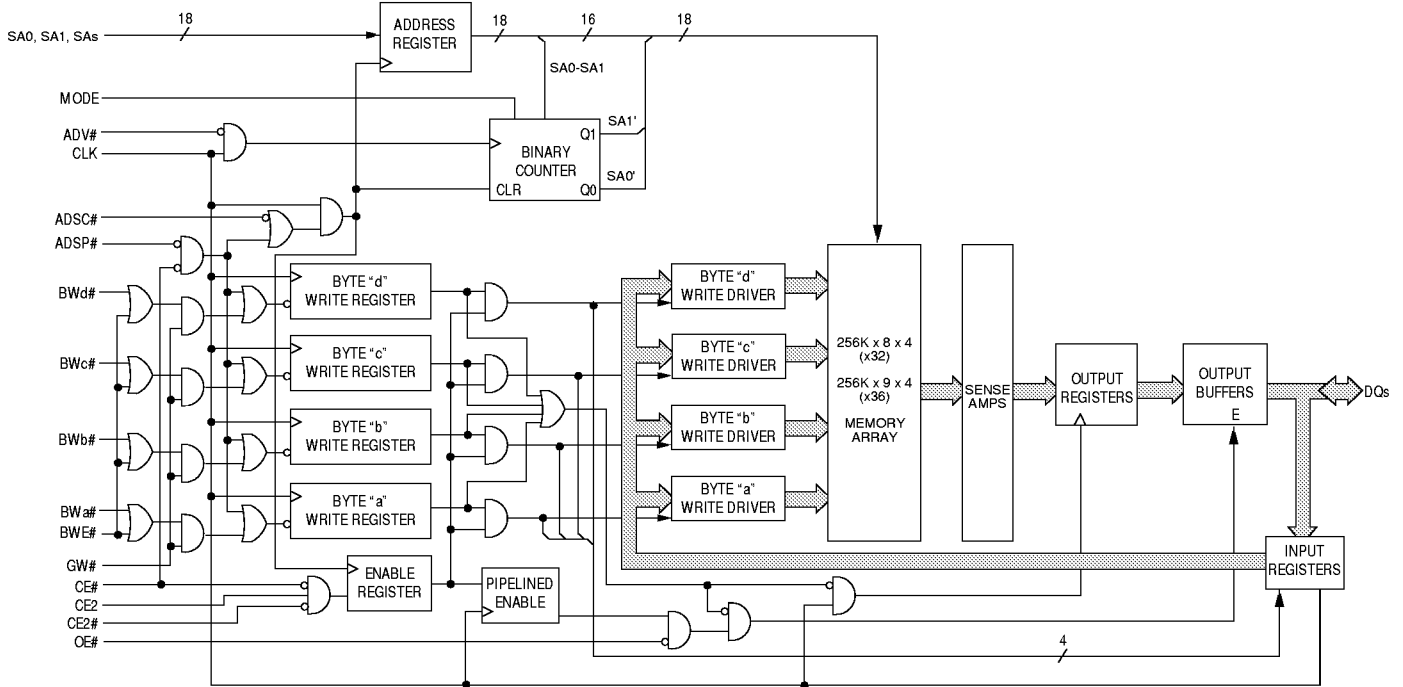 18
18
16
18
SA0, SA1, SAs
ADDRESS
REGISTER
SA0-SA1
MODE
ADV#
CLK
BINARY
COUNTER
Q1
SA1'
CLR
Q0
SA0'
ADSC#
ADSP#
BWd#
BYTE “d”
WRITE REGISTER
BYTE “d”
WRITE DRIVER
BWc#
BYTE “c”
WRITE REGISTER
BYTE “c”
WRITE DRIVER
BWb#
BYTE “b”
WRITE REGISTER
BYTE “b”
WRITE DRIVER
BWa#
BWE#
BYTE “a”
WRITE REGISTER
BYTE “a”
WRITE DRIVER
256K x 8 x 4
(x32)
256K x 9 x 4
(x36)
MEMORY
ARRAY
SENSE
AMPS
OUTPUT
REGISTERS
OUTPUT
BUFFERS
E
DQs
GW#
CE#
CE2
CE2#
OE#
ENABLE
REGISTER
PIPELINED
ENABLE
INPUT
REGISTERS
4